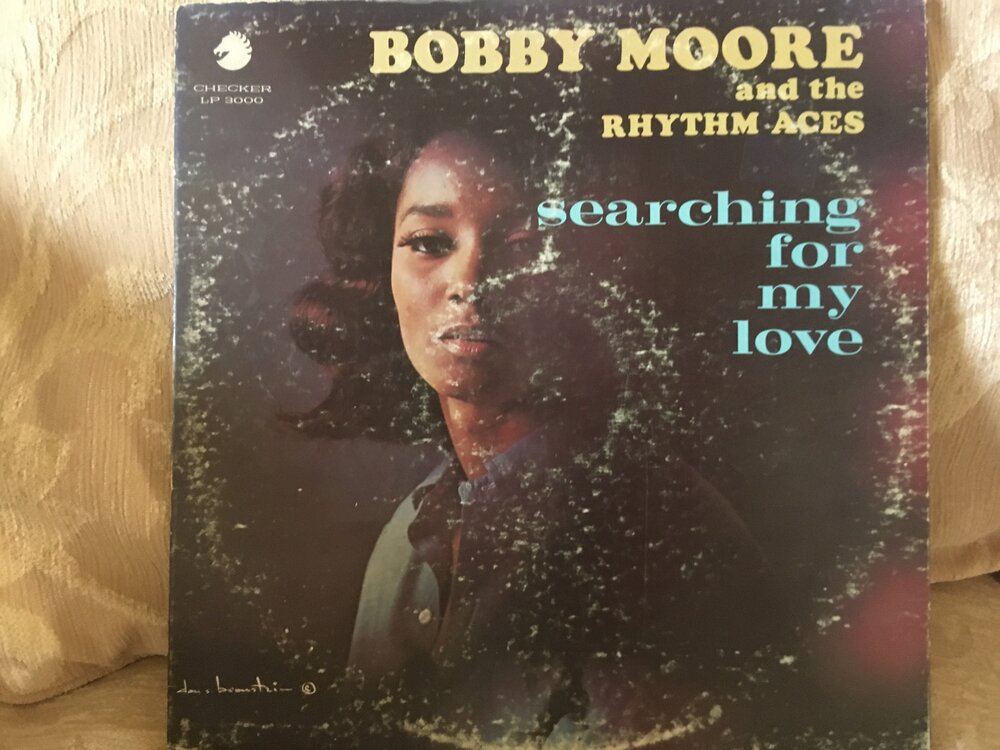 CHECKER
LP 3000
BOBBY MOORE
and the
RHYTHM ACES
searching
for
my
love